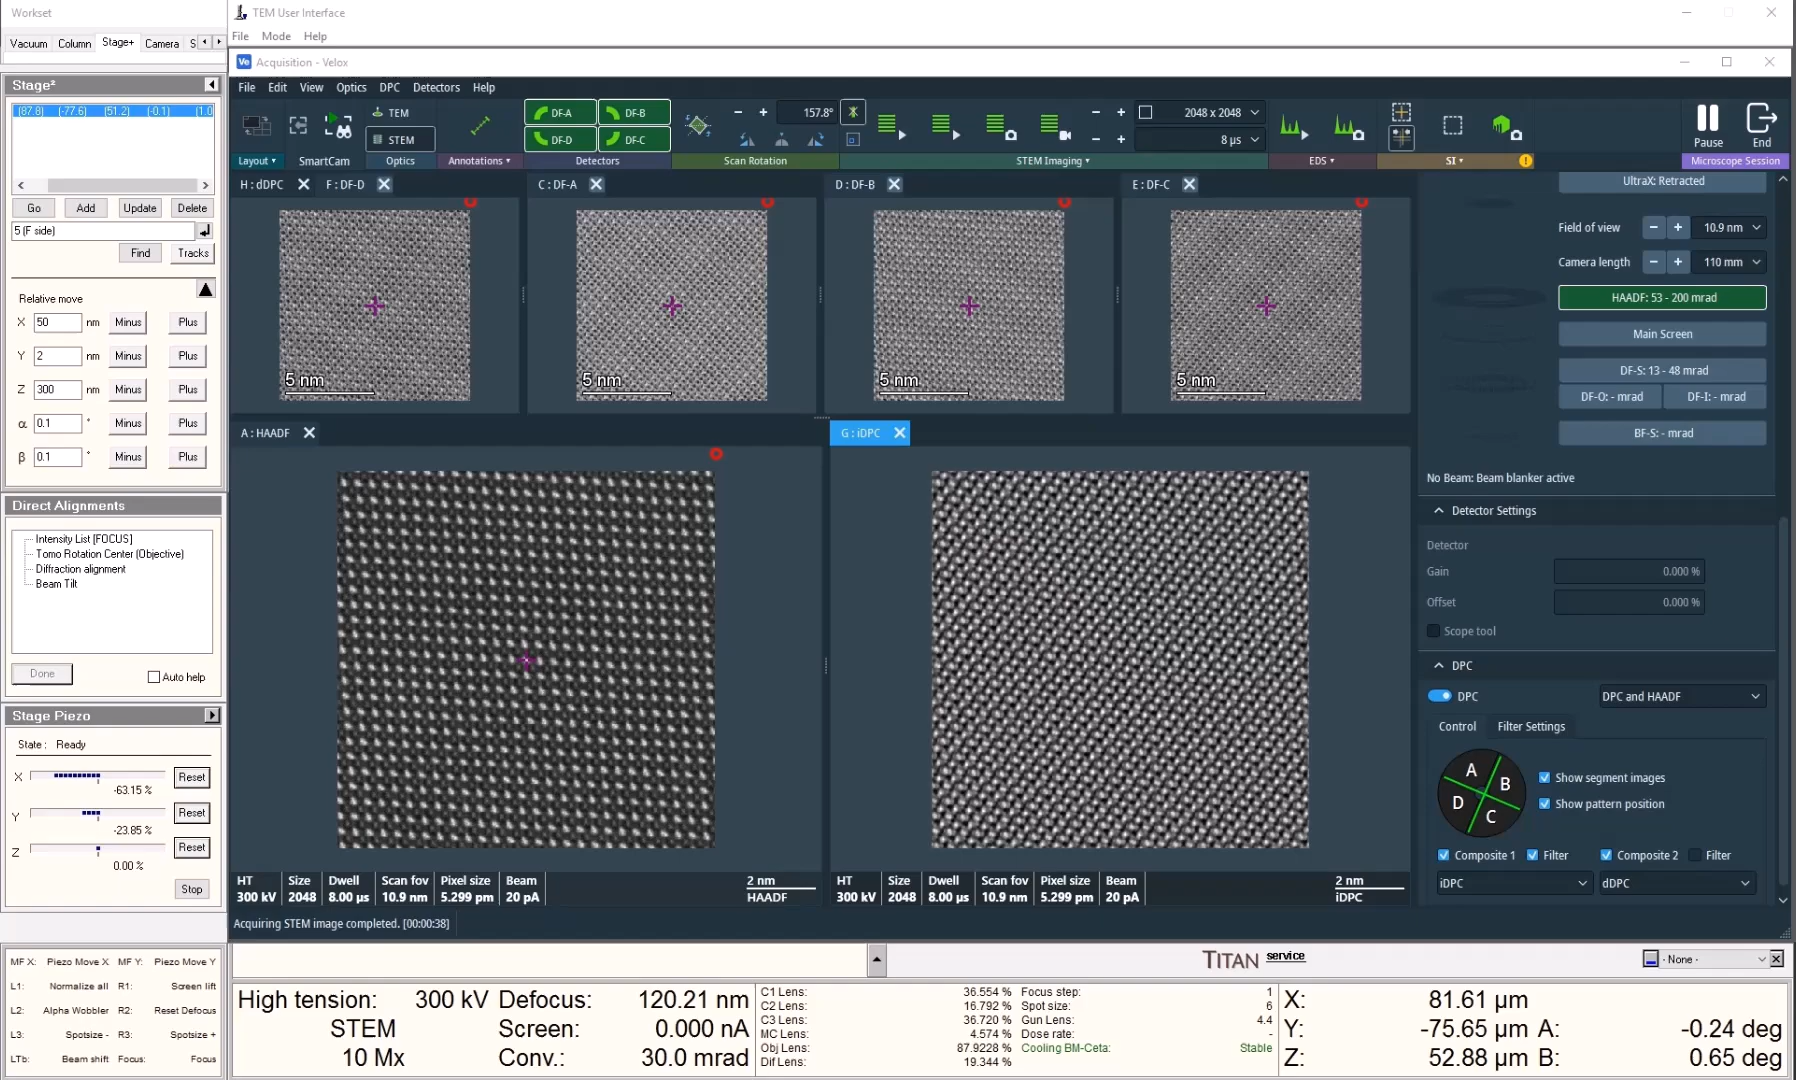 Workset
TEM User Interface
Vacuum Column Stage+ Camera S
File Mode Help
Ve Acquisition - Velox
Stage²
(87.8) (-77.6) (51.2) (-0.1) (1.0
Go Add Update Delete
5 (F side)
Find Tracks
Relative move
X 50 nm Minus Plus
Y 2 nm Minus Plus
Z 300 nm Minus Plus
α 0.1 ° Minus Plus
β 0.1 ° Minus Plus
Direct Alignments
Intensity List [FOCUS]
Tomo Rotation Center (Objective)
Diffraction alignment
Beam Tilt
Done Auto help
Stage Piezo
State : Ready
X Reset
-63.15 %
Y Reset
-23.85 %
Z Reset
0.00 %
Stop
MF X: Piezo Move X MF Y: Piezo Move Y
L1: Normalize all R1: Screen lift
L2: Alpha Wobbler R2: Reset Defocus
L3: Spotsize - R3: Spotsize +
LTb: Beam shift Focus: Focus
File Edit View Optics DPC Detectors Help
TEM DF-A DF-B 157.8° 2048 x 2048
STEM DF-D DF-C 8 µs Pause End
Layout SmartCam Optics Annotations Detectors Scan Rotation STEM Imaging EDS SI Microscope Session
H : dDPC F : DF-D C : DF-A D : DF-B E : DF-C
5 nm 5 nm 5 nm 5 nm
A : HAADF G : iDPC
HT Size Dwell Scan fov Pixel size Beam 2 nm
300 kV 2048 8.00 µs 10.9 nm 5.299 pm 20 pA HAADF
HT Size Dwell Scan fov Pixel size Beam 2 nm
300 kV 2048 8.00 µs 10.9 nm 5.299 pm 20 pA iDPC
Acquiring STEM image completed. [00:00:38]
UltraX: Retracted
Field of view 10.9 nm
Camera length 110 mm
HAADF: 53 - 200 mrad
Main Screen
DF-S: 13 - 48 mrad
DF-O: - mrad DF-I: - mrad
BF-S: - mrad
No Beam: Beam blanker active
Detector Settings
Detector
Gain 0.000 %
Offset 0.000 %
Scope tool
DPC
DPC DPC and HAADF
Control Filter Settings
A B
D C
Show segment images
Show pattern position
Composite 1 Filter Composite 2 Filter
iDPC dDPC
TITAN service - None -
High tension: 300 kV Defocus: 120.21 nm
STEM Screen: 0.000 nA
10 Mx Conv.: 30.0 mrad
C1 Lens: 36.554 % Focus step: 1
C2 Lens: 16.792 % Spot size: 6
C3 Lens: 36.720 % Gun Lens: 4.4
MC Lens: 4.574 % Dose rate: -
Obj Lens: 87.9228 % Cooling BM-Ceta: Stable
Dif Lens: 19.344 %
X: 81.61 µm
Y: -75.65 µm A: -0.24 deg
Z: 52.88 µm B: 0.65 deg